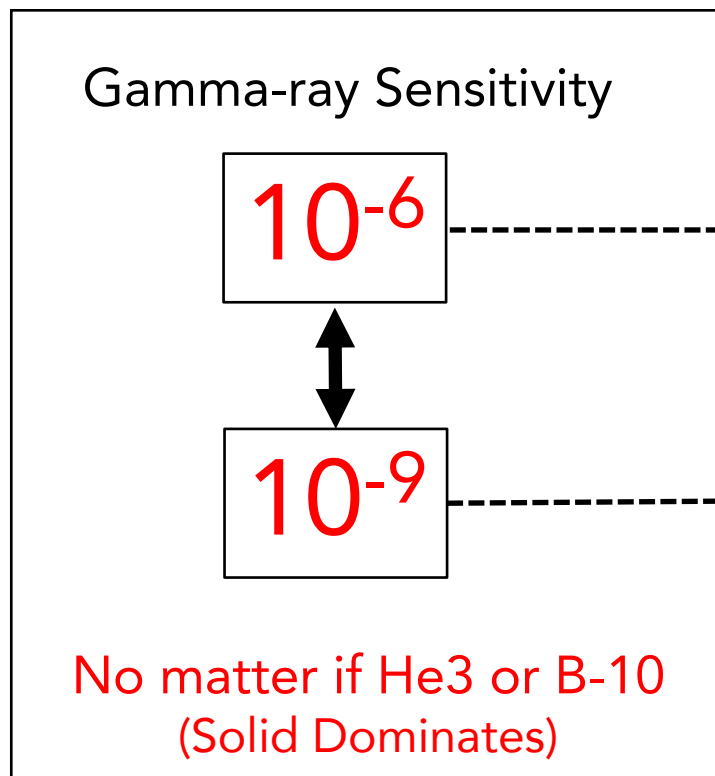 Gamma-ray Sensitivity
10⁻⁶
10⁻⁹
No matter if He3 or B-10
(Solid Dominates)